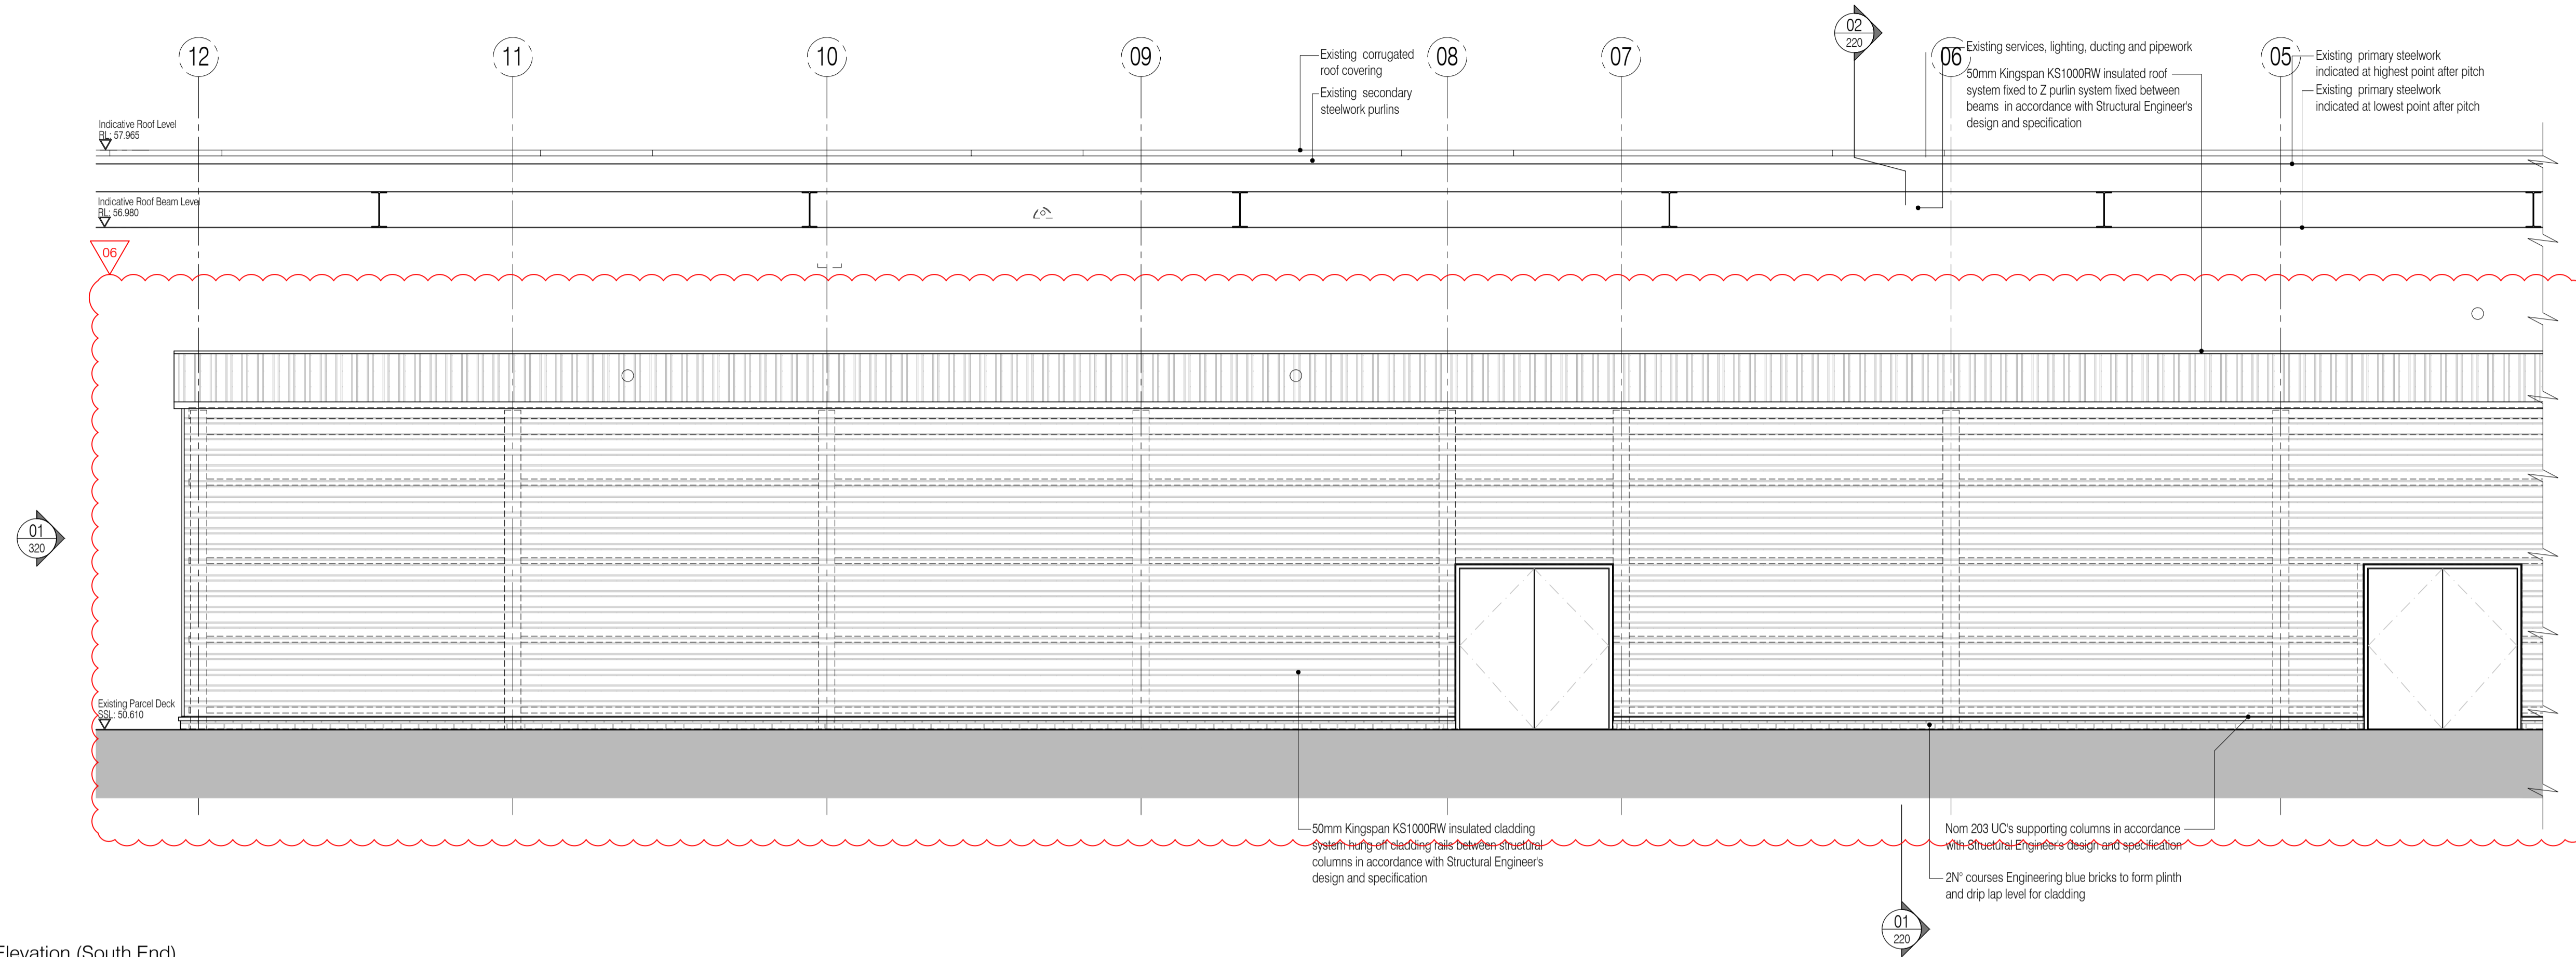 12
11
10
09
08
07
06
05
02
220
Existing corrugated
roof covering
Existing secondary
steelwork purlins
Existing services, lighting, ducting and pipework
50mm Kingspan KS1000RW insulated roof
system fixed to Z purlin system fixed between
beams in accordance with Structural Engineer's
design and specification
Existing primary steelwork
indicated at highest point after pitch
Existing primary steelwork
indicated at lowest point after pitch
Indicative Roof Level
RL: 57.965
Indicative Roof Beam Level
RL: 56.980
06
01
320
Existing Parcel Deck
SSL: 50.610
50mm Kingspan KS1000RW insulated cladding
system hung off cladding rails between structural
columns in accordance with Structural Engineer's
design and specification
Nom 203 UC's supporting columns in accordance
with Structural Engineer's design and specification
2N° courses Engineering blue bricks to form plinth
and drip lap level for cladding
01
220
Elevation (South End)